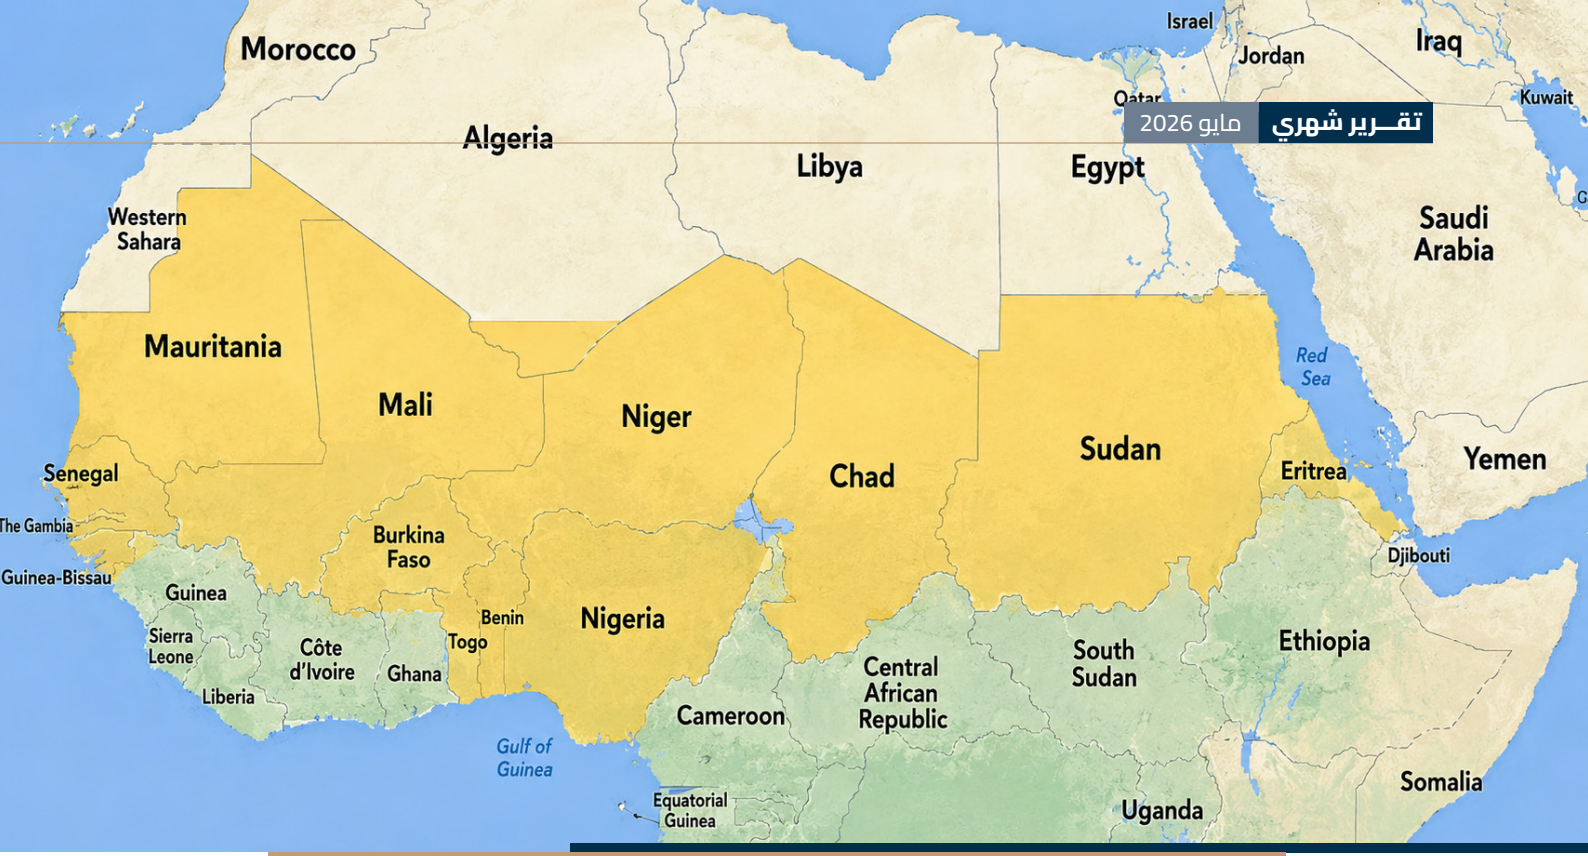 Israel
Morocco
Iraq
Jordan
Kuwait
Qatar
تقـــرير شهري
مايو 2026
Algeria
Libya
Egypt
G
Western
Sahara
Saudi
Arabia
Mauritania
Red
Sea
Mali
Niger
Sudan
Yemen
Senegal
Chad
Eritrea
The Gambia
Burkina
Faso
Djibouti
Guinea-Bissau
Guinea
Benin
Nigeria
Togo
Sierra
Leone
Côte
d'Ivoire
Ghana
Ethiopia
South
Sudan
Central
African
Republic
Liberia
Cameroon
Gulf of
Guinea
Somalia
Equatorial
Guinea
Uganda